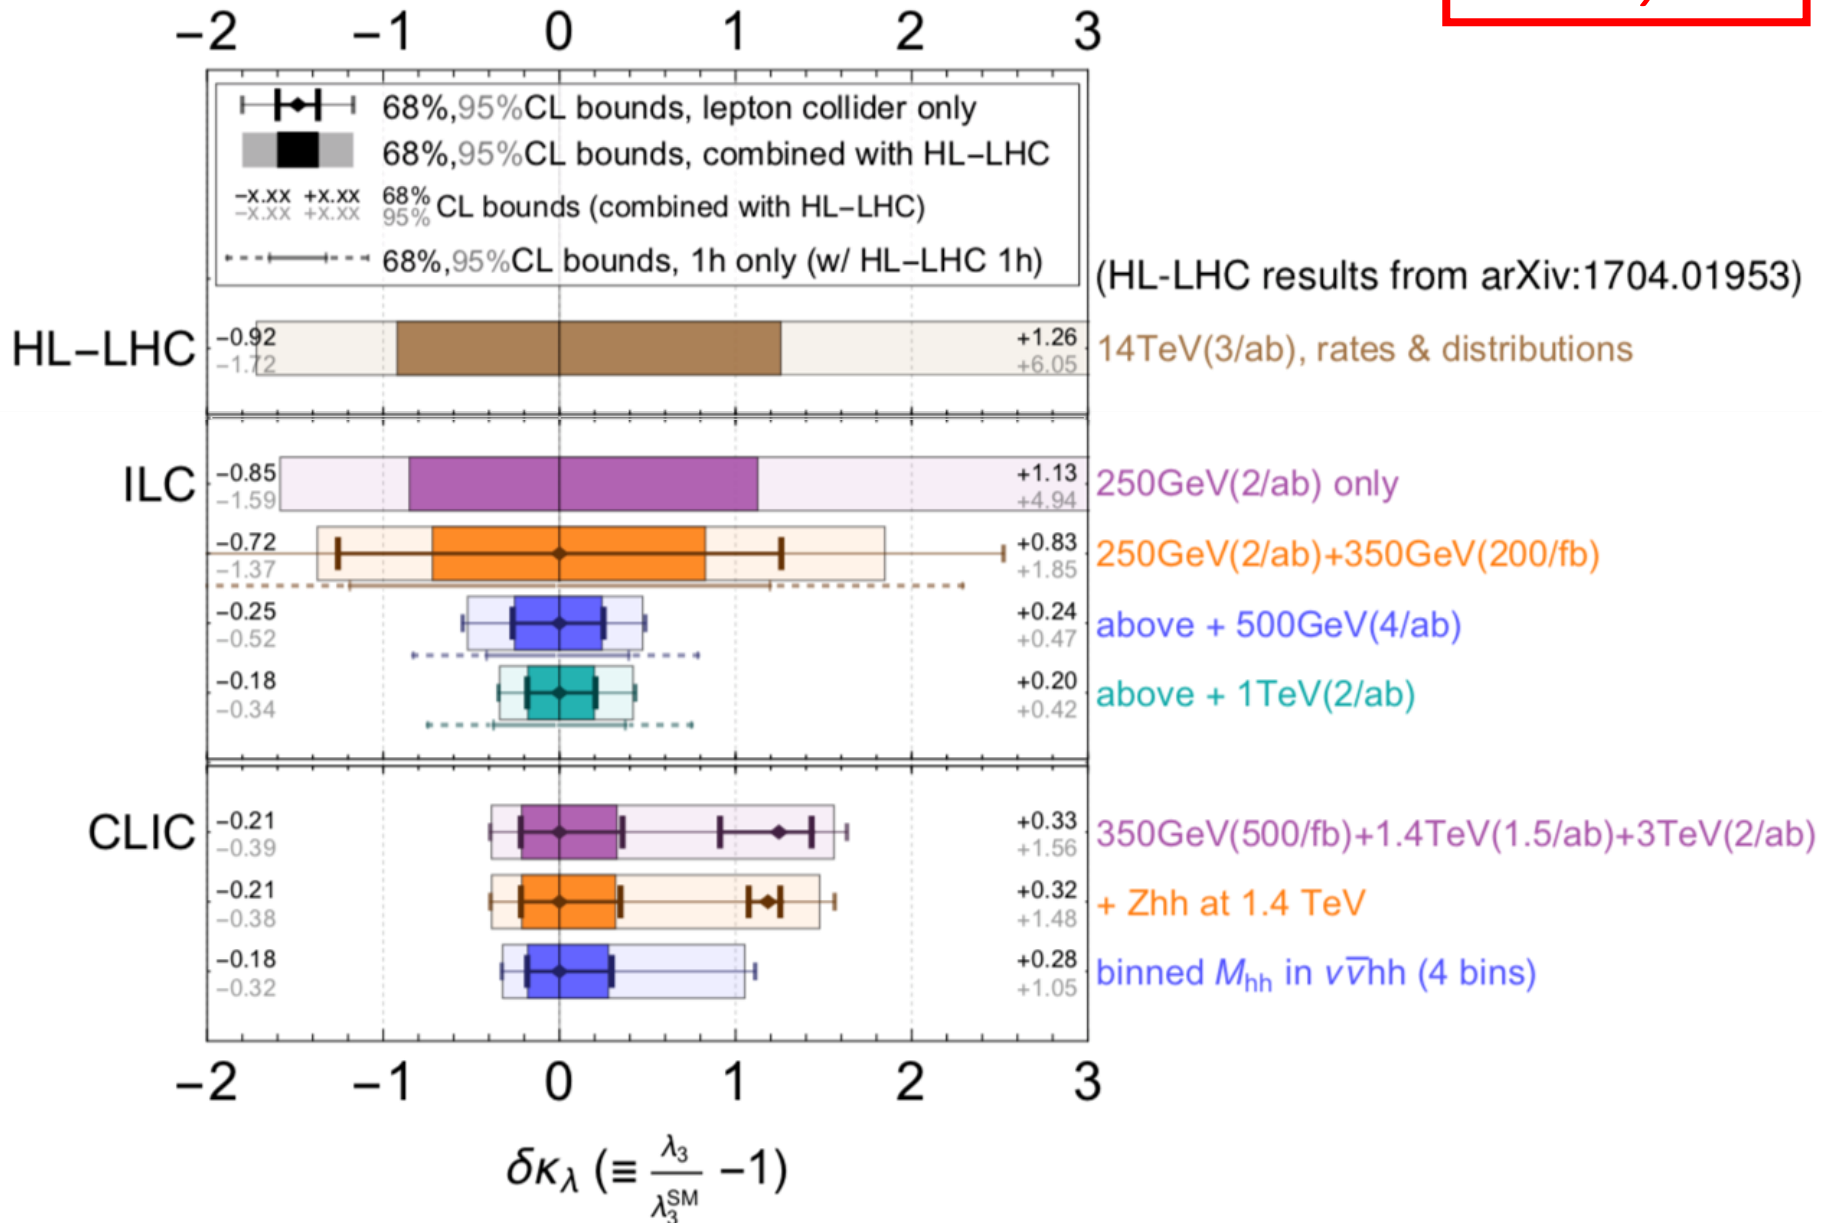 −2 −1 0 1 2 3
68%,95%CL bounds, lepton collider only
68%,95%CL bounds, combined with HL−LHC
−x.xx +x.xx 68% CL bounds (combined with HL−LHC)
−x.xx +x.xx 95%
68%,95%CL bounds, 1h only (w/ HL−LHC 1h)
(HL-LHC results from arXiv:1704.01953)
HL−LHC −0.92 +1.26 14TeV(3/ab), rates & distributions
−1.72 +6.05
ILC −0.85 +1.13 250GeV(2/ab) only
−1.59 +4.94
−0.72 +0.83 250GeV(2/ab)+350GeV(200/fb)
−1.37 +1.85
−0.25 +0.24 above + 500GeV(4/ab)
−0.52 +0.47
−0.18 +0.20 above + 1TeV(2/ab)
−0.34 +0.42
CLIC −0.21 +0.33 350GeV(500/fb)+1.4TeV(1.5/ab)+3TeV(2/ab)
−0.39 +1.56
−0.21 +0.32 + Zhh at 1.4 TeV
−0.38 +1.48
−0.18 +0.28 binned Mhh in νν̅hh (4 bins)
−0.32 +1.05
−2 −1 0 1 2 3
δκλ (≡ λ3/λ3SM −1)